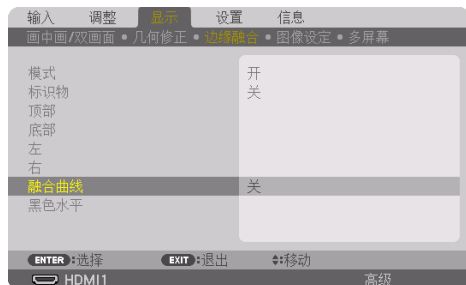 输入 调整 显示 设置 信息
画中画/双画面 • 几何修正 • 边缘融合 • 图像设定 • 多屏幕
模式 开
标识物 关
顶部
底部
左
右
融合曲线 关
黑色水平
ENTER:选择 EXIT:退出 :移动
HDMI1 高级